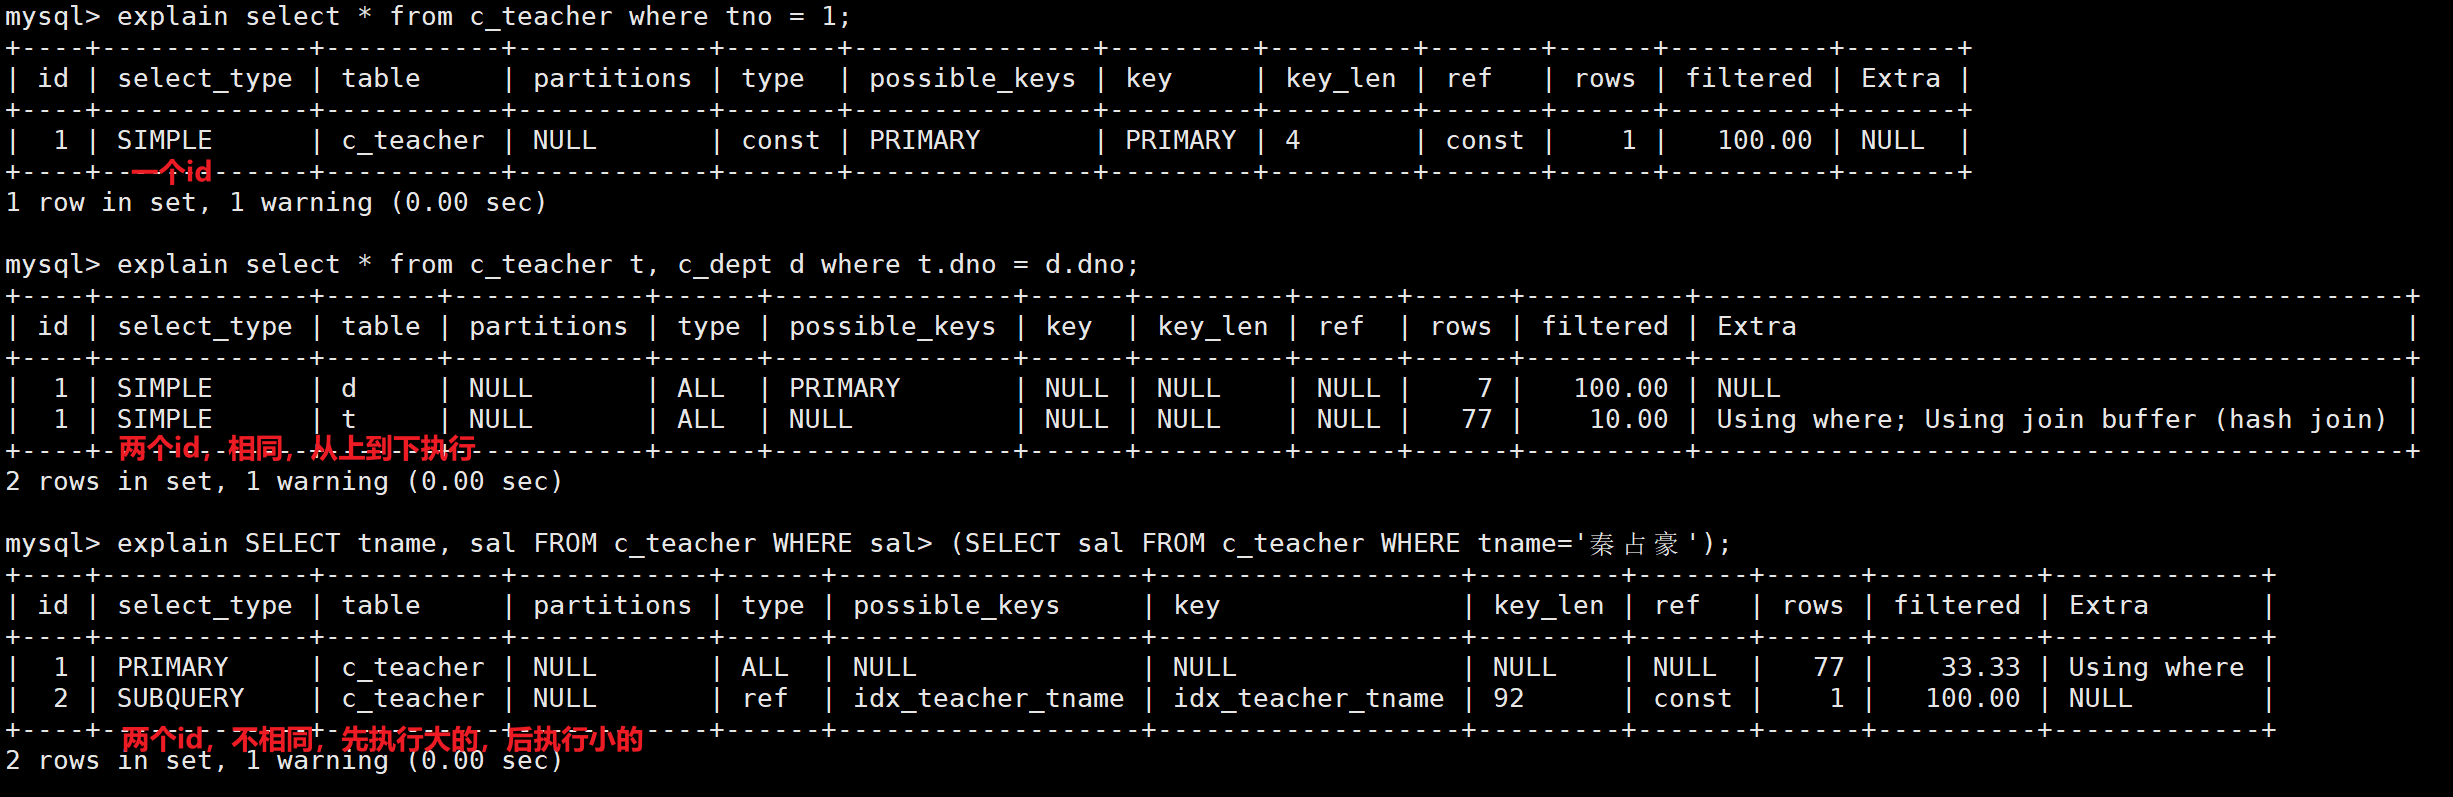 mysql> explain select * from c_teacher where tno = 1;
+----+-------------+-----------+------------+-------+---------------+---------+---------+-------+------+----------+-------+
| id | select_type | table     | partitions | type  | possible_keys | key     | key_len | ref   | rows | filtered | Extra |
+----+-------------+-----------+------------+-------+---------------+---------+---------+-------+------+----------+-------+
|  1 | SIMPLE      | c_teacher | NULL       | const | PRIMARY       | PRIMARY | 4       | const |    1 |   100.00 | NULL  |
+----+-------------+-----------+------------+-------+---------------+---------+---------+-------+------+----------+-------+
一个id
1 row in set, 1 warning (0.00 sec)
mysql> explain select * from c_teacher t, c_dept d where t.dno = d.dno;
+----+-------------+-------+------------+------+---------------+------+---------+------+------+----------+--------------------------------------------+
| id | select_type | table | partitions | type | possible_keys | key  | key_len | ref  | rows | filtered | Extra                                      |
+----+-------------+-------+------------+------+---------------+------+---------+------+------+----------+--------------------------------------------+
|  1 | SIMPLE      | d     | NULL       | ALL  | PRIMARY       | NULL | NULL    | NULL |    7 |   100.00 | NULL                                       |
|  1 | SIMPLE      | t     | NULL       | ALL  | NULL          | NULL | NULL    | NULL |   77 |    10.00 | Using where; Using join buffer (hash join) |
+----+-------------+-------+------------+------+---------------+------+---------+------+------+----------+--------------------------------------------+
两个id，相同，从上到下执行
2 rows in set, 1 warning (0.00 sec)
mysql> explain SELECT tname, sal FROM c_teacher WHERE sal> (SELECT sal FROM c_teacher WHERE tname='秦占豪');
+----+-------------+-----------+------------+------+-------------------+-------------------+---------+-------+------+----------+-------------+
| id | select_type | table     | partitions | type | possible_keys     | key               | key_len | ref   | rows | filtered | Extra       |
+----+-------------+-----------+------------+------+-------------------+-------------------+---------+-------+------+----------+-------------+
|  1 | PRIMARY     | c_teacher | NULL       | ALL  | NULL              | NULL              | NULL    | NULL  |   77 |    33.33 | Using where |
|  2 | SUBQUERY    | c_teacher | NULL       | ref  | idx_teacher_tname | idx_teacher_tname | 92      | const |    1 |   100.00 | NULL        |
+----+-------------+-----------+------------+------+-------------------+-------------------+---------+-------+------+----------+-------------+
两个id，不相同，先执行大的，后执行小的
2 rows in set, 1 warning (0.00 sec)